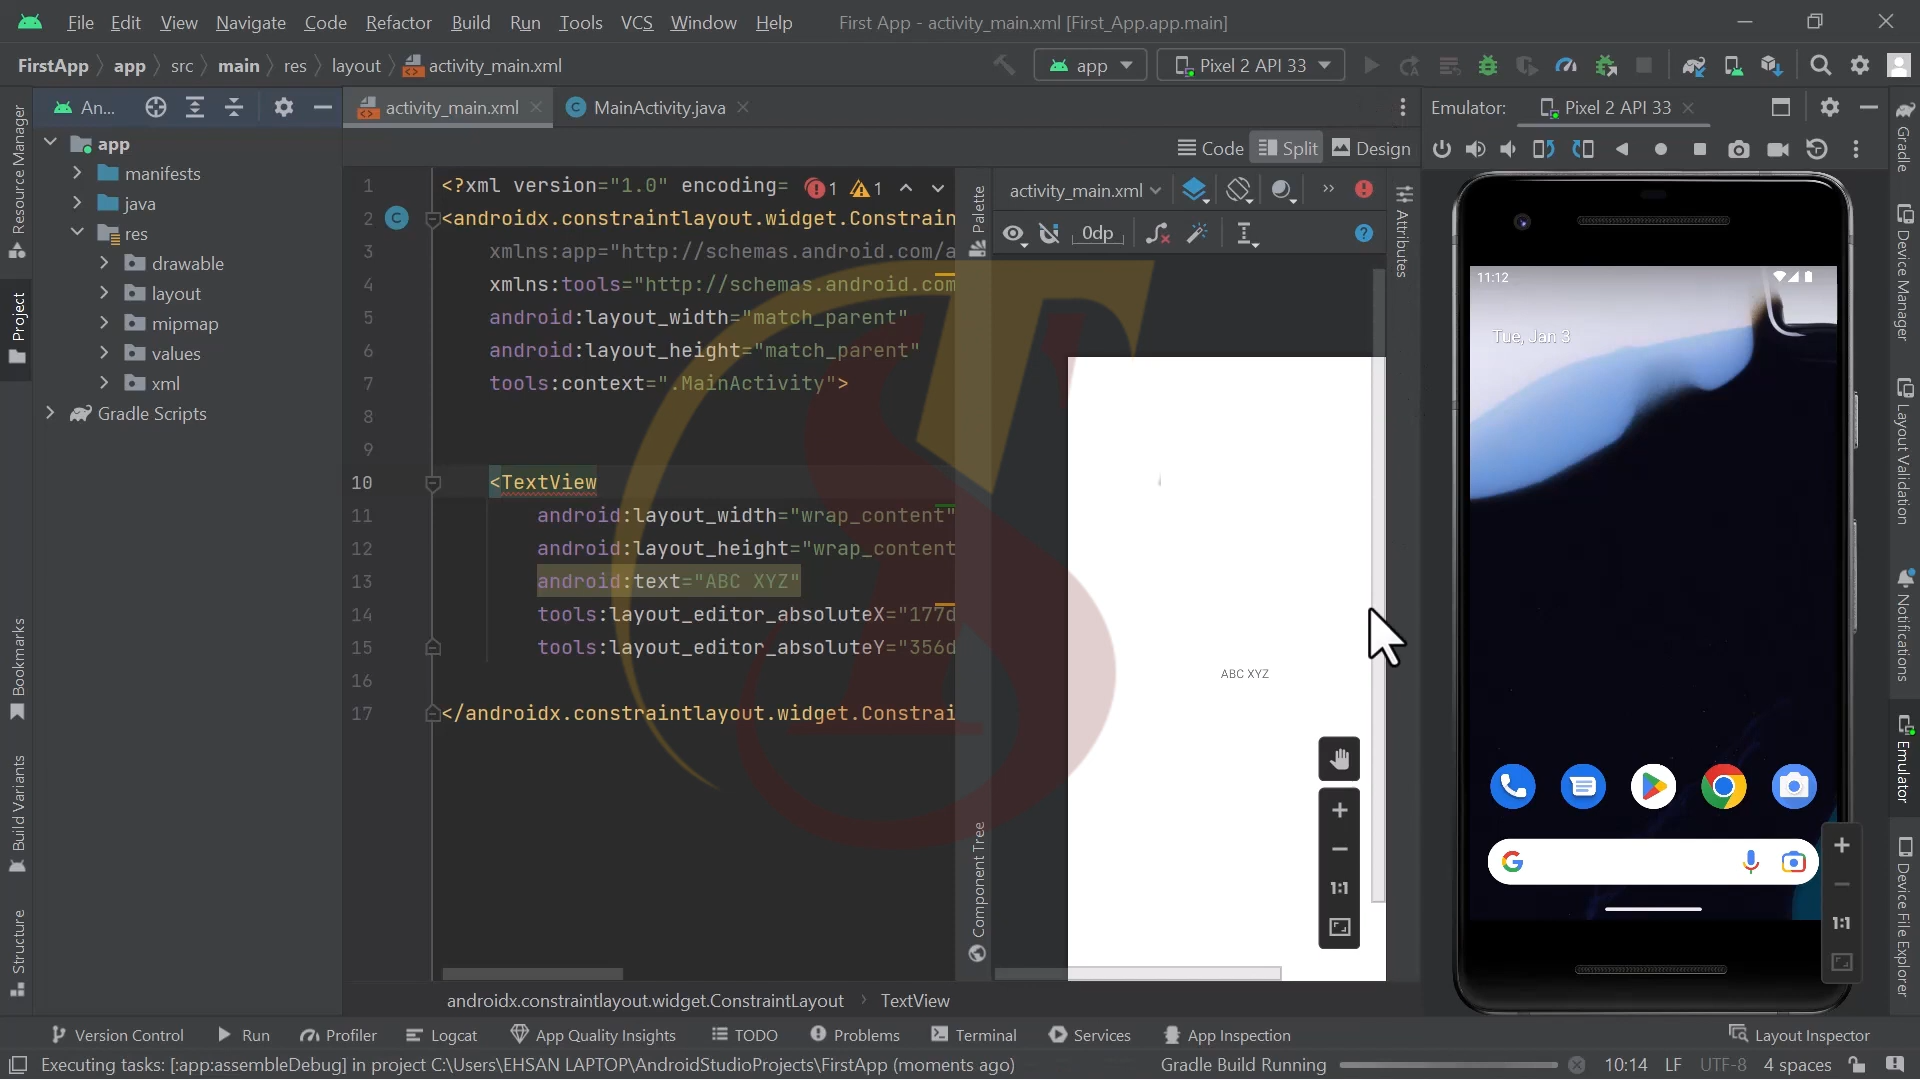 File Edit View Navigate Code Refactor Build Run Tools VCS Window Help First App - activity_main.xml [First_App.app.main]
FirstApp app src main res layout activity_main.xml app Pixel 2 API 33
An... activity_main.xml MainActivity.java Emulator: Pixel 2 API 33
Code Split Design
Resource Manager
Project
Bookmarks
Build Variants
Structure
app
manifests
java
res
drawable
layout
mipmap
values
xml
Gradle Scripts
1 <?xml version="1.0" encoding= 1 1
2 <androidx.constraintlayout.widget.Constrain
3 xmlns:app="http://schemas.android.com/a
4 xmlns:tools="http://schemas.android.com
5 android:layout_width="match_parent"
6 android:layout_height="match_parent"
7 tools:context=".MainActivity">
8
9
10 <TextView
11 android:layout_width="wrap_content"
12 android:layout_height="wrap_content
13 android:text="ABC XYZ"
14 tools:layout_editor_absoluteX="177d
15 tools:layout_editor_absoluteY="356d
16
17 </androidx.constraintlayout.widget.Constrai
androidx.constraintlayout.widget.ConstraintLayout TextView
Palette
Component Tree
activity_main.xml
0dp
ABC XYZ
1:1
Attributes
11:12
Tue, Jan 3
1:1
Gradle
Device Manager
Layout Validation
Notifications
Emulator
Device File Explorer
Version Control Run Profiler Logcat App Quality Insights TODO Problems Terminal Services App Inspection Layout Inspector
Executing tasks: [:app:assembleDebug] in project C:\Users\EHSAN LAPTOP\AndroidStudioProjects\FirstApp (moments ago) Gradle Build Running 10:14 LF UTF-8 4 spaces